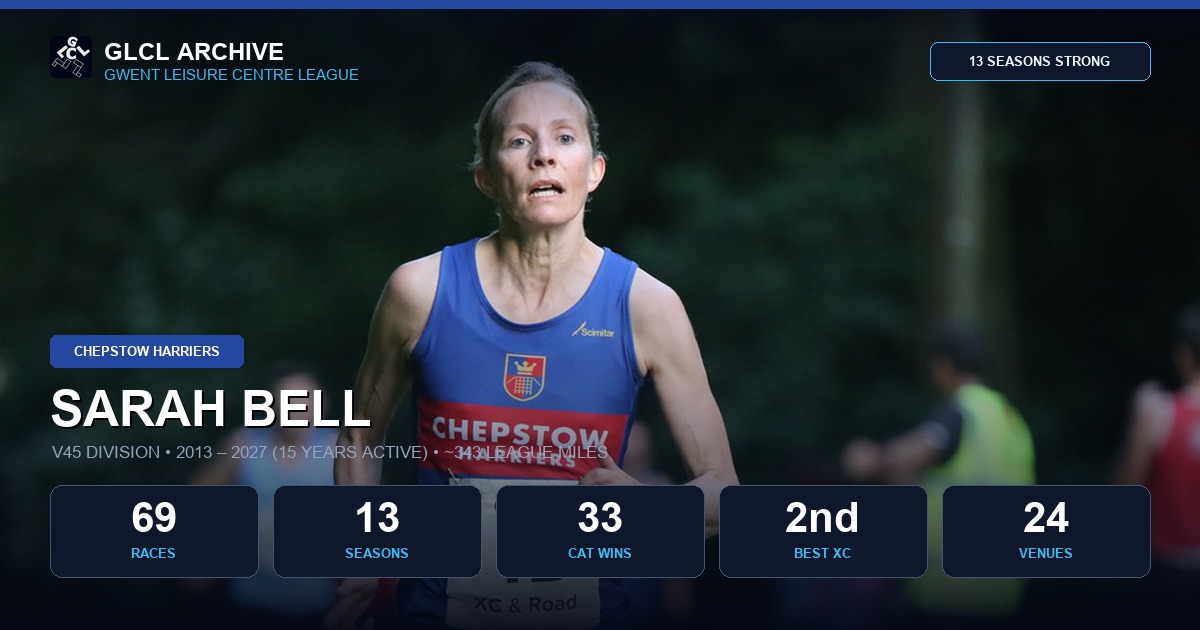 GLCL ARCHIVE
GWENT LEISURE CENTRE LEAGUE
13 SEASONS STRONG
Scimitar
CHEPSTOW HARRIERS
SARAH BELL
CHEPSTOW
HARRIERS
V45 DIVISION • 2013 – 2027 (15 YEARS ACTIVE) • ~343 LEAGUE MILES
69
RACES
13
SEASONS
33
CAT WINS
2nd
BEST XC
24
VENUES
XC & Road